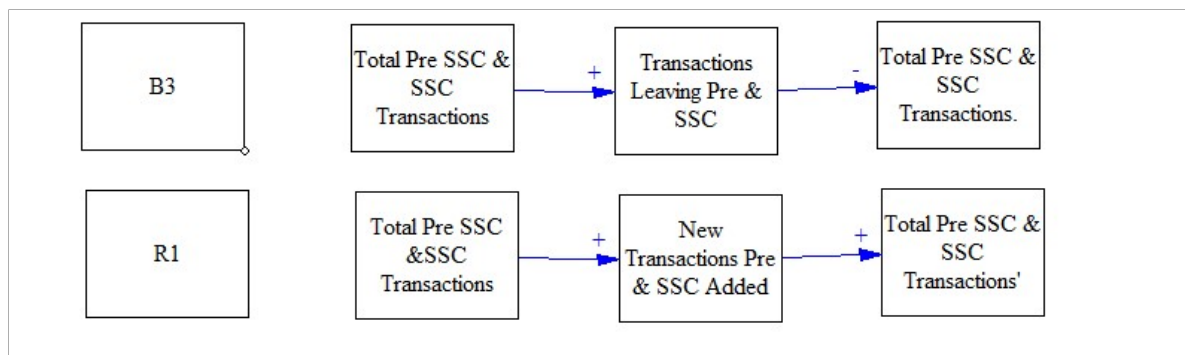 B3
Total Pre SSC &
SSC
Transactions
+
Transactions
Leaving Pre &
SSC
-
Total Pre SSC &
SSC
Transactions.
R1
Total Pre SSC
&SSC
Transactions
+
New
Transactions Pre
& SSC Added
+
Total Pre SSC &
SSC
Transactions'